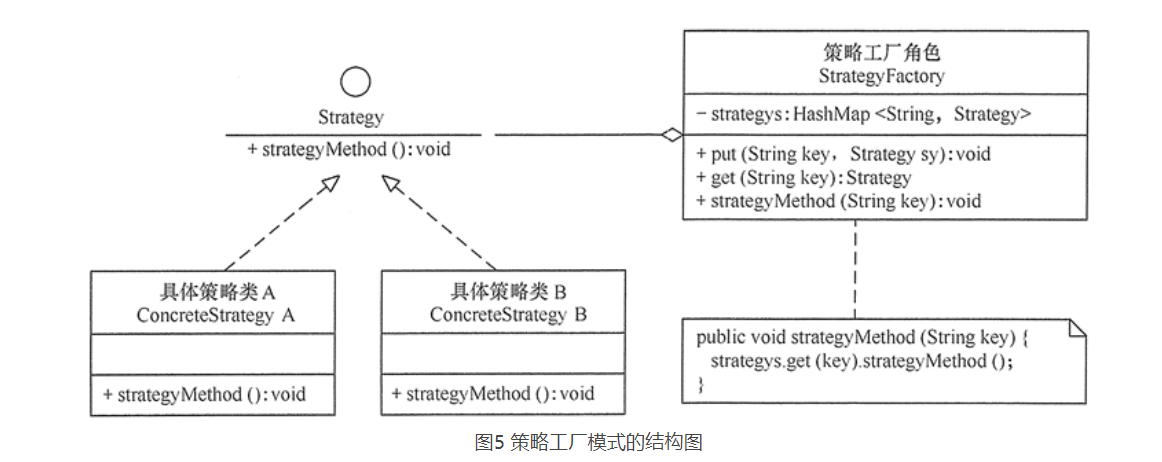 Strategy
+ strategyMethod ():void
策略工厂角色
StrategyFactory
− strategys:HashMap <String, Strategy>
+ put (String key, Strategy sy):void
+ get (String key):Strategy
+ strategyMethod (String key):void
具体策略类 A
ConcreteStrategy A
+ strategyMethod ():void
具体策略类 B
ConcreteStrategy B
+ strategyMethod ():void
public void strategyMethod (String key) {
strategys.get (key).strategyMethod ();
}
图5 策略工厂模式的结构图